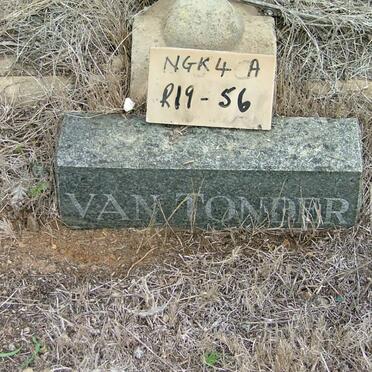 NGK4 A
R19-56
VAN TONDER